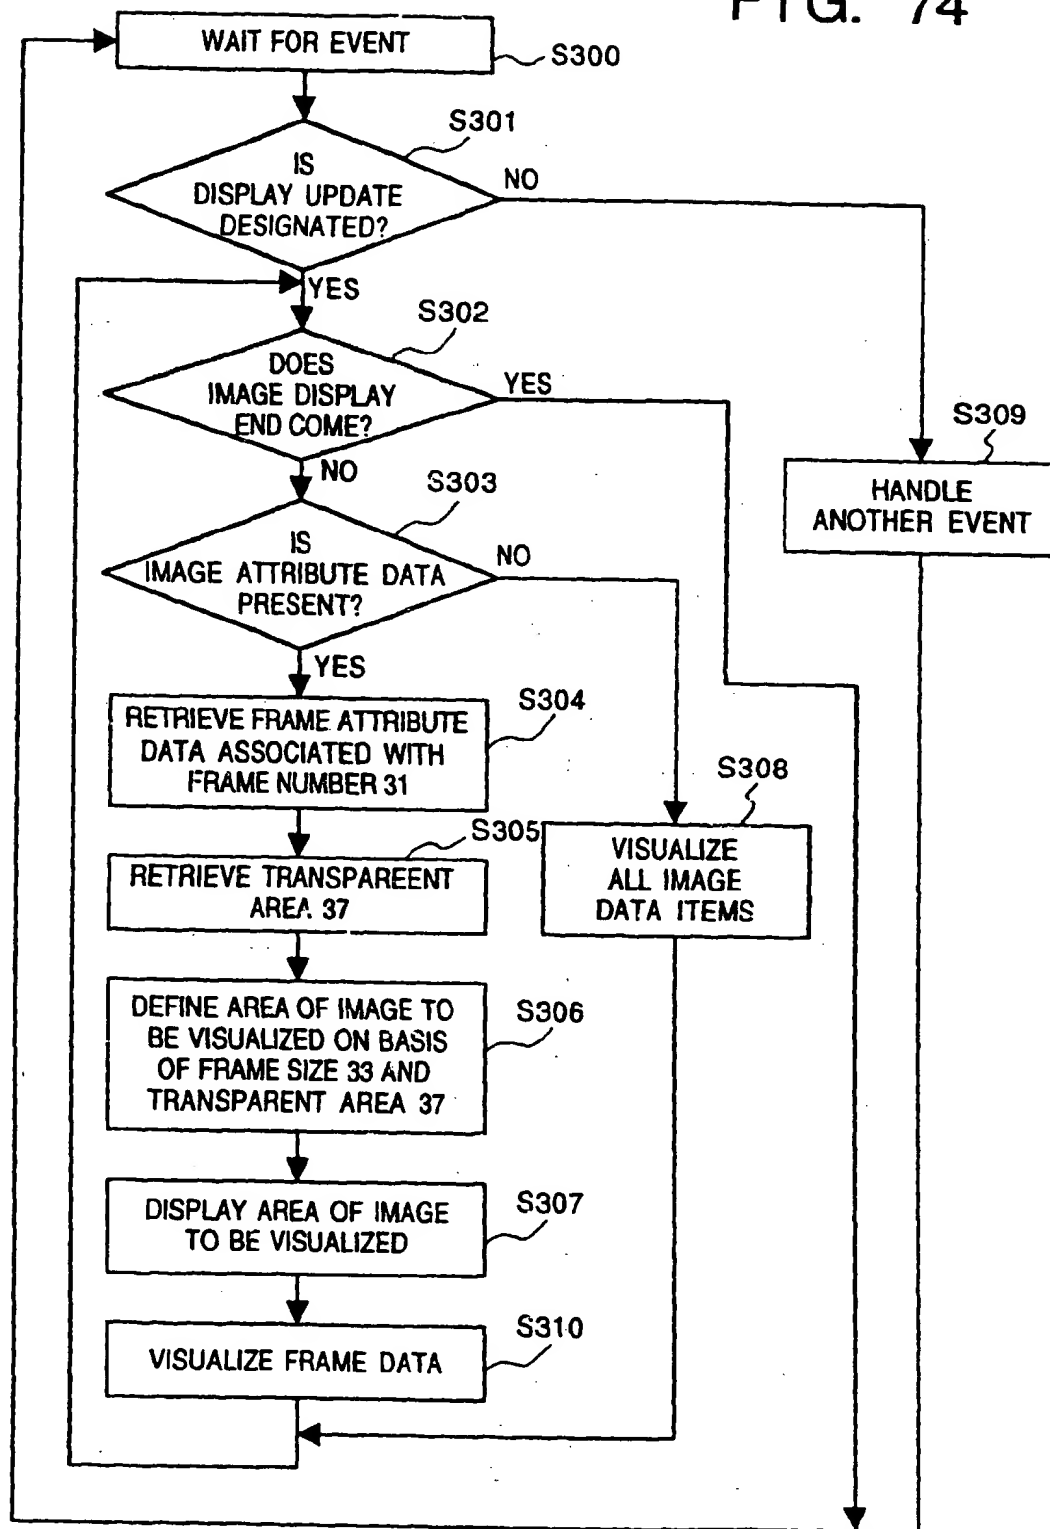 FIG. 74
WAIT FOR EVENT
S300
S301
IS
DISPLAY UPDATE
DESIGNATED?
NO
YES
S302
DOES
IMAGE DISPLAY
END COME?
YES
NO
S309
HANDLE
ANOTHER EVENT
S303
IS
IMAGE ATTRIBUTE DATA
PRESENT?
NO
YES
S304
RETRIEVE FRAME ATTRIBUTE
DATA ASSOCIATED WITH
FRAME NUMBER 31
S308
VISUALIZE
ALL IMAGE
DATA ITEMS
S305
RETRIEVE TRANSPAREENT
AREA 37
S306
DEFINE AREA OF IMAGE TO
BE VISUALIZED ON BASIS
OF FRAME SIZE 33 AND
TRANSPARENT AREA 37
S307
DISPLAY AREA OF IMAGE
TO BE VISUALIZED
S310
VISUALIZE FRAME DATA